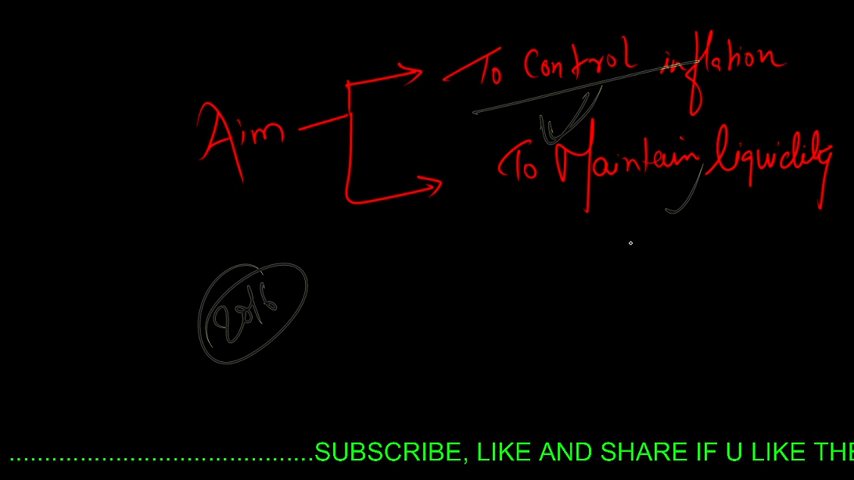 To Control inflation
Aim
To Maintain liquidity
2016
.........................................SUBSCRIBE, LIKE AND SHARE IF U LIKE THE